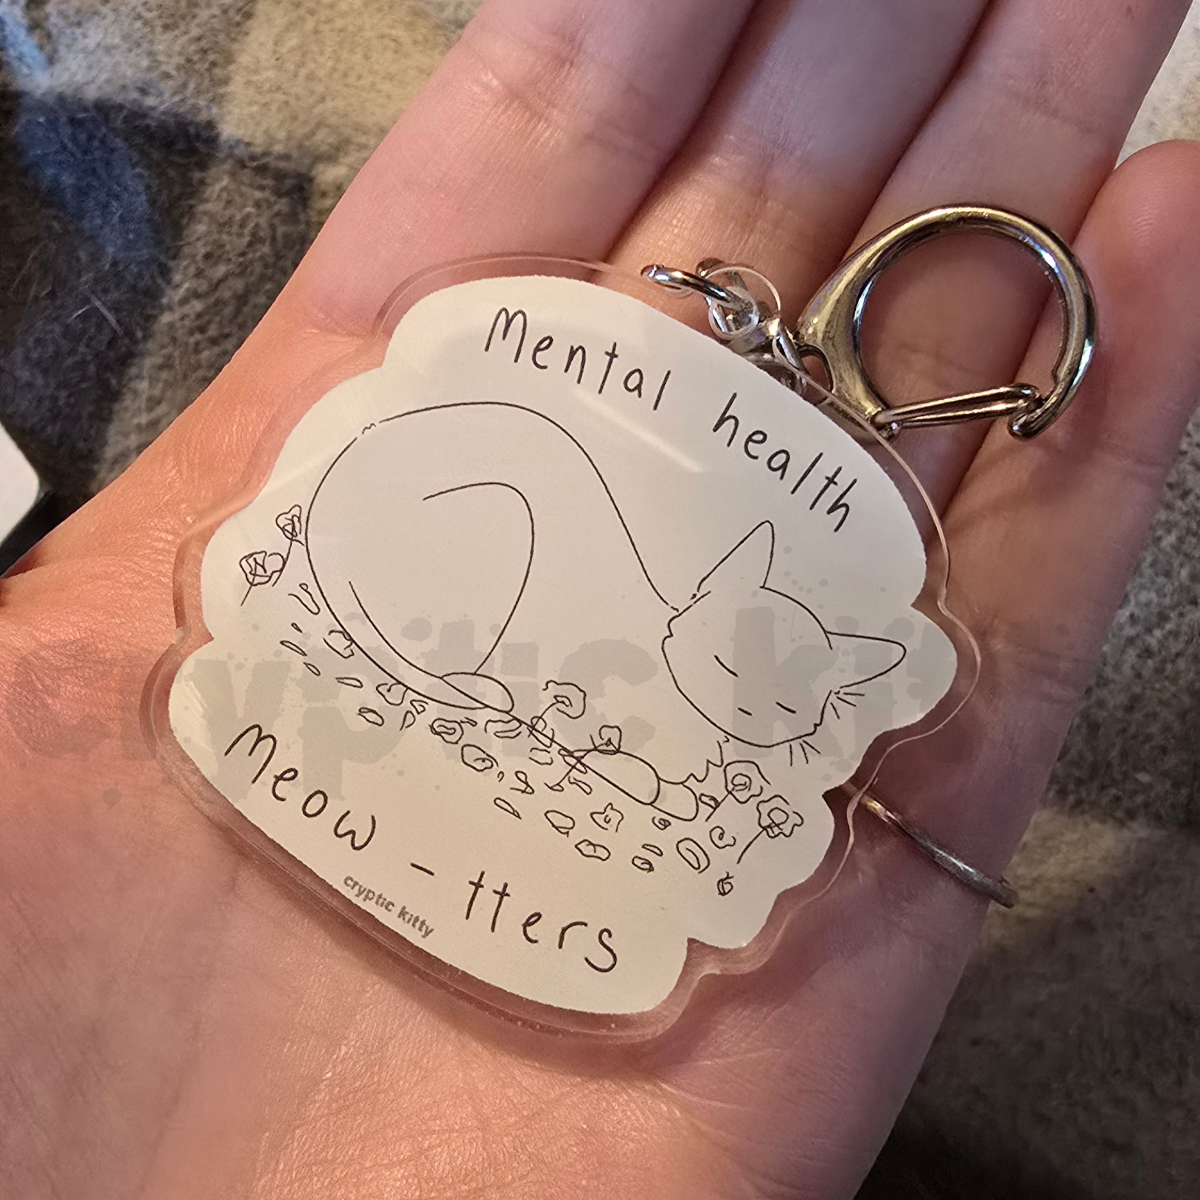 Mental health
Meow - tters
cryptic kitty
cryptic kitty